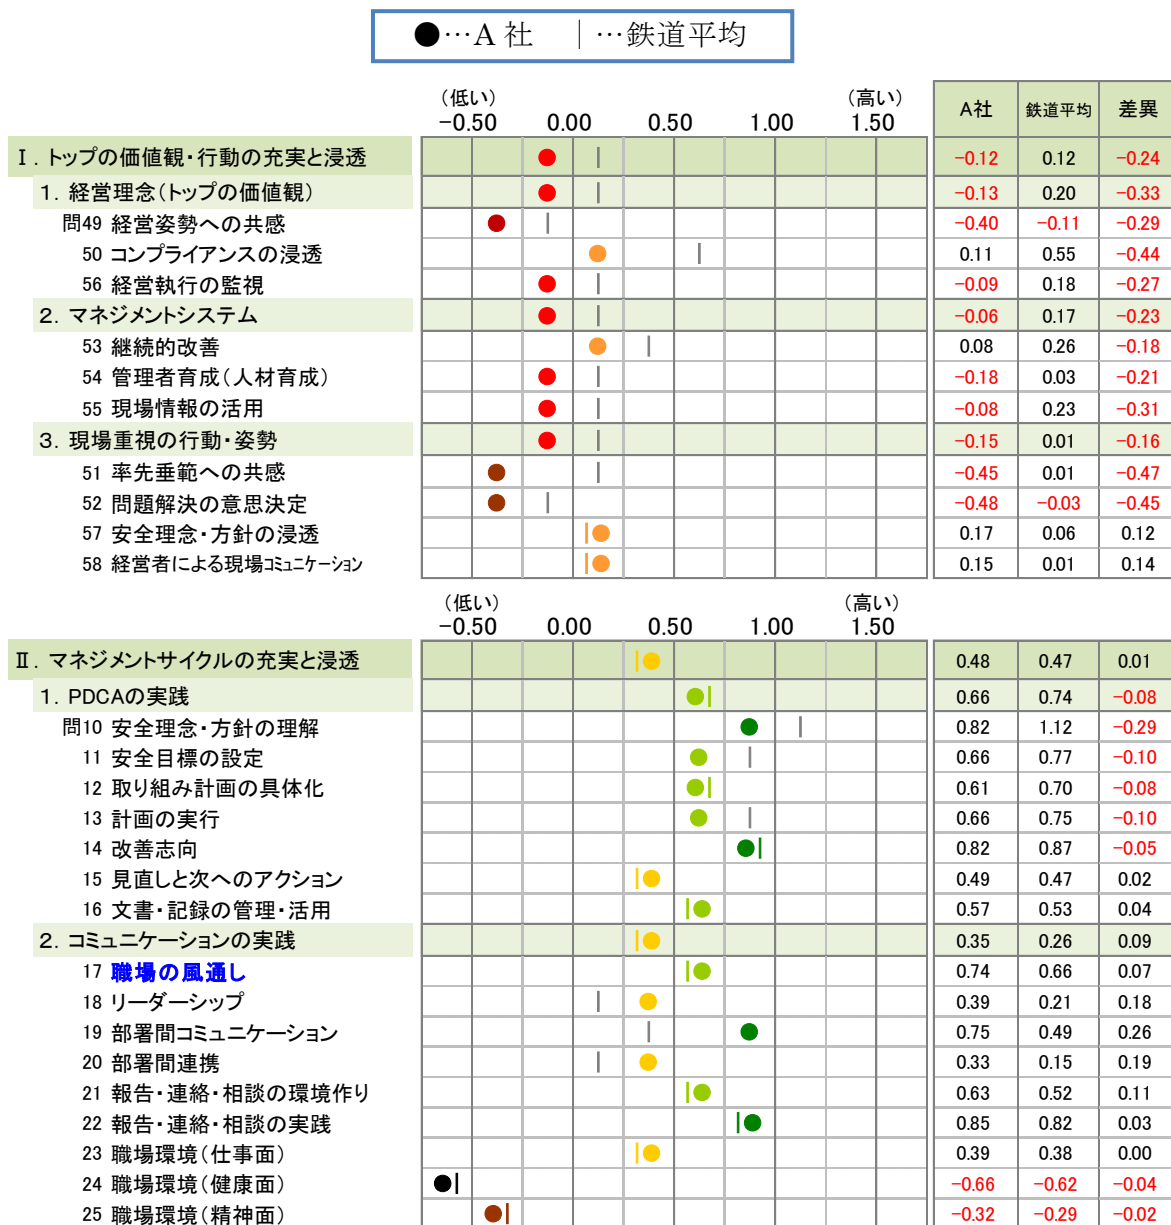 ●…A 社　｜…鉄道平均
(低い) (高い)
−0.50 0.00 0.50 1.00 1.50 A社 鉄道平均 差異
Ⅰ. トップの価値観・行動の充実と浸透 −0.12 0.12 −0.24
1. 経営理念(トップの価値観) −0.13 0.20 −0.33
問49 経営姿勢への共感 −0.40 −0.11 −0.29
50 コンプライアンスの浸透 0.11 0.55 −0.44
56 経営執行の監視 −0.09 0.18 −0.27
2. マネジメントシステム −0.06 0.17 −0.23
53 継続的改善 0.08 0.26 −0.18
54 管理者育成(人材育成) −0.18 0.03 −0.21
55 現場情報の活用 −0.08 0.23 −0.31
3. 現場重視の行動・姿勢 −0.15 0.01 −0.16
51 率先垂範への共感 −0.45 0.01 −0.47
52 問題解決の意思決定 −0.48 −0.03 −0.45
57 安全理念・方針の浸透 0.17 0.06 0.12
58 経営者による現場コミュニケーション 0.15 0.01 0.14
(低い) (高い)
−0.50 0.00 0.50 1.00 1.50
Ⅱ. マネジメントサイクルの充実と浸透 0.48 0.47 0.01
1. PDCAの実践 0.66 0.74 −0.08
問10 安全理念・方針の理解 0.82 1.12 −0.29
11 安全目標の設定 0.66 0.77 −0.10
12 取り組み計画の具体化 0.61 0.70 −0.08
13 計画の実行 0.66 0.75 −0.10
14 改善志向 0.82 0.87 −0.05
15 見直しと次へのアクション 0.49 0.47 0.02
16 文書・記録の管理・活用 0.57 0.53 0.04
2. コミュニケーションの実践 0.35 0.26 0.09
17 職場の風通し 0.74 0.66 0.07
18 リーダーシップ 0.39 0.21 0.18
19 部署間コミュニケーション 0.75 0.49 0.26
20 部署間連携 0.33 0.15 0.19
21 報告・連絡・相談の環境作り 0.63 0.52 0.11
22 報告・連絡・相談の実践 0.85 0.82 0.03
23 職場環境(仕事面) 0.39 0.38 0.00
24 職場環境(健康面) −0.66 −0.62 −0.04
25 職場環境(精神面) −0.32 −0.29 −0.02